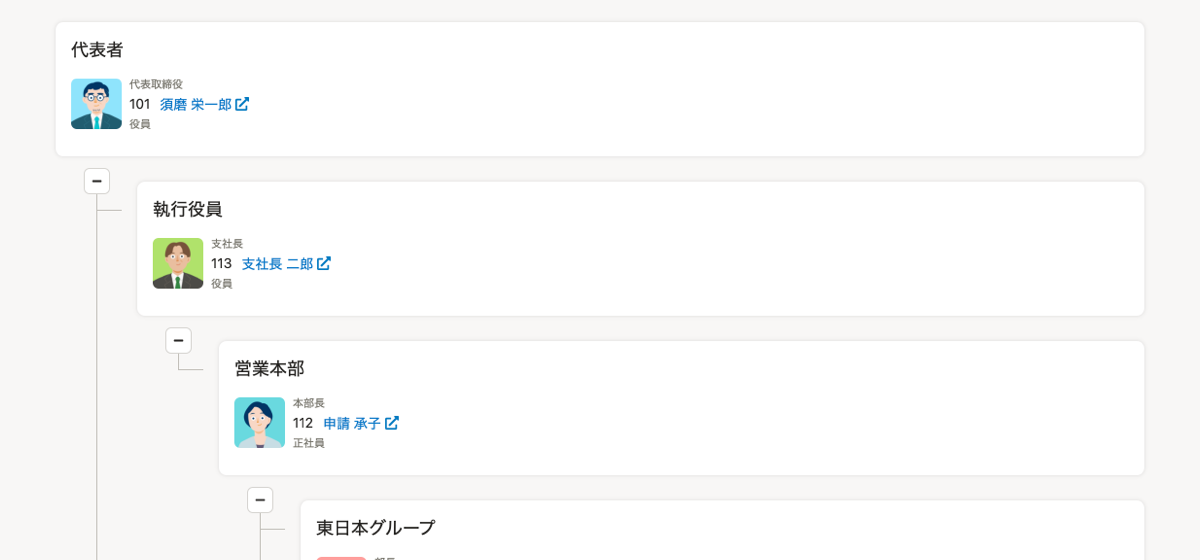 代表者
代表取締役
101 須磨 栄一郎
役員
執行役員
支社長
113 支社長 二郎
役員
営業本部
本部長
112 申請 承子
正社員
東日本グループ
部長